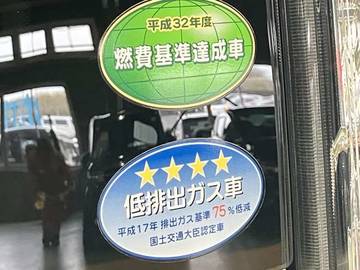 平成32年度
燃費基準達成車
低排出ガス車
平成17年 排出ガス基準 75%低減
国土交通大臣認定車